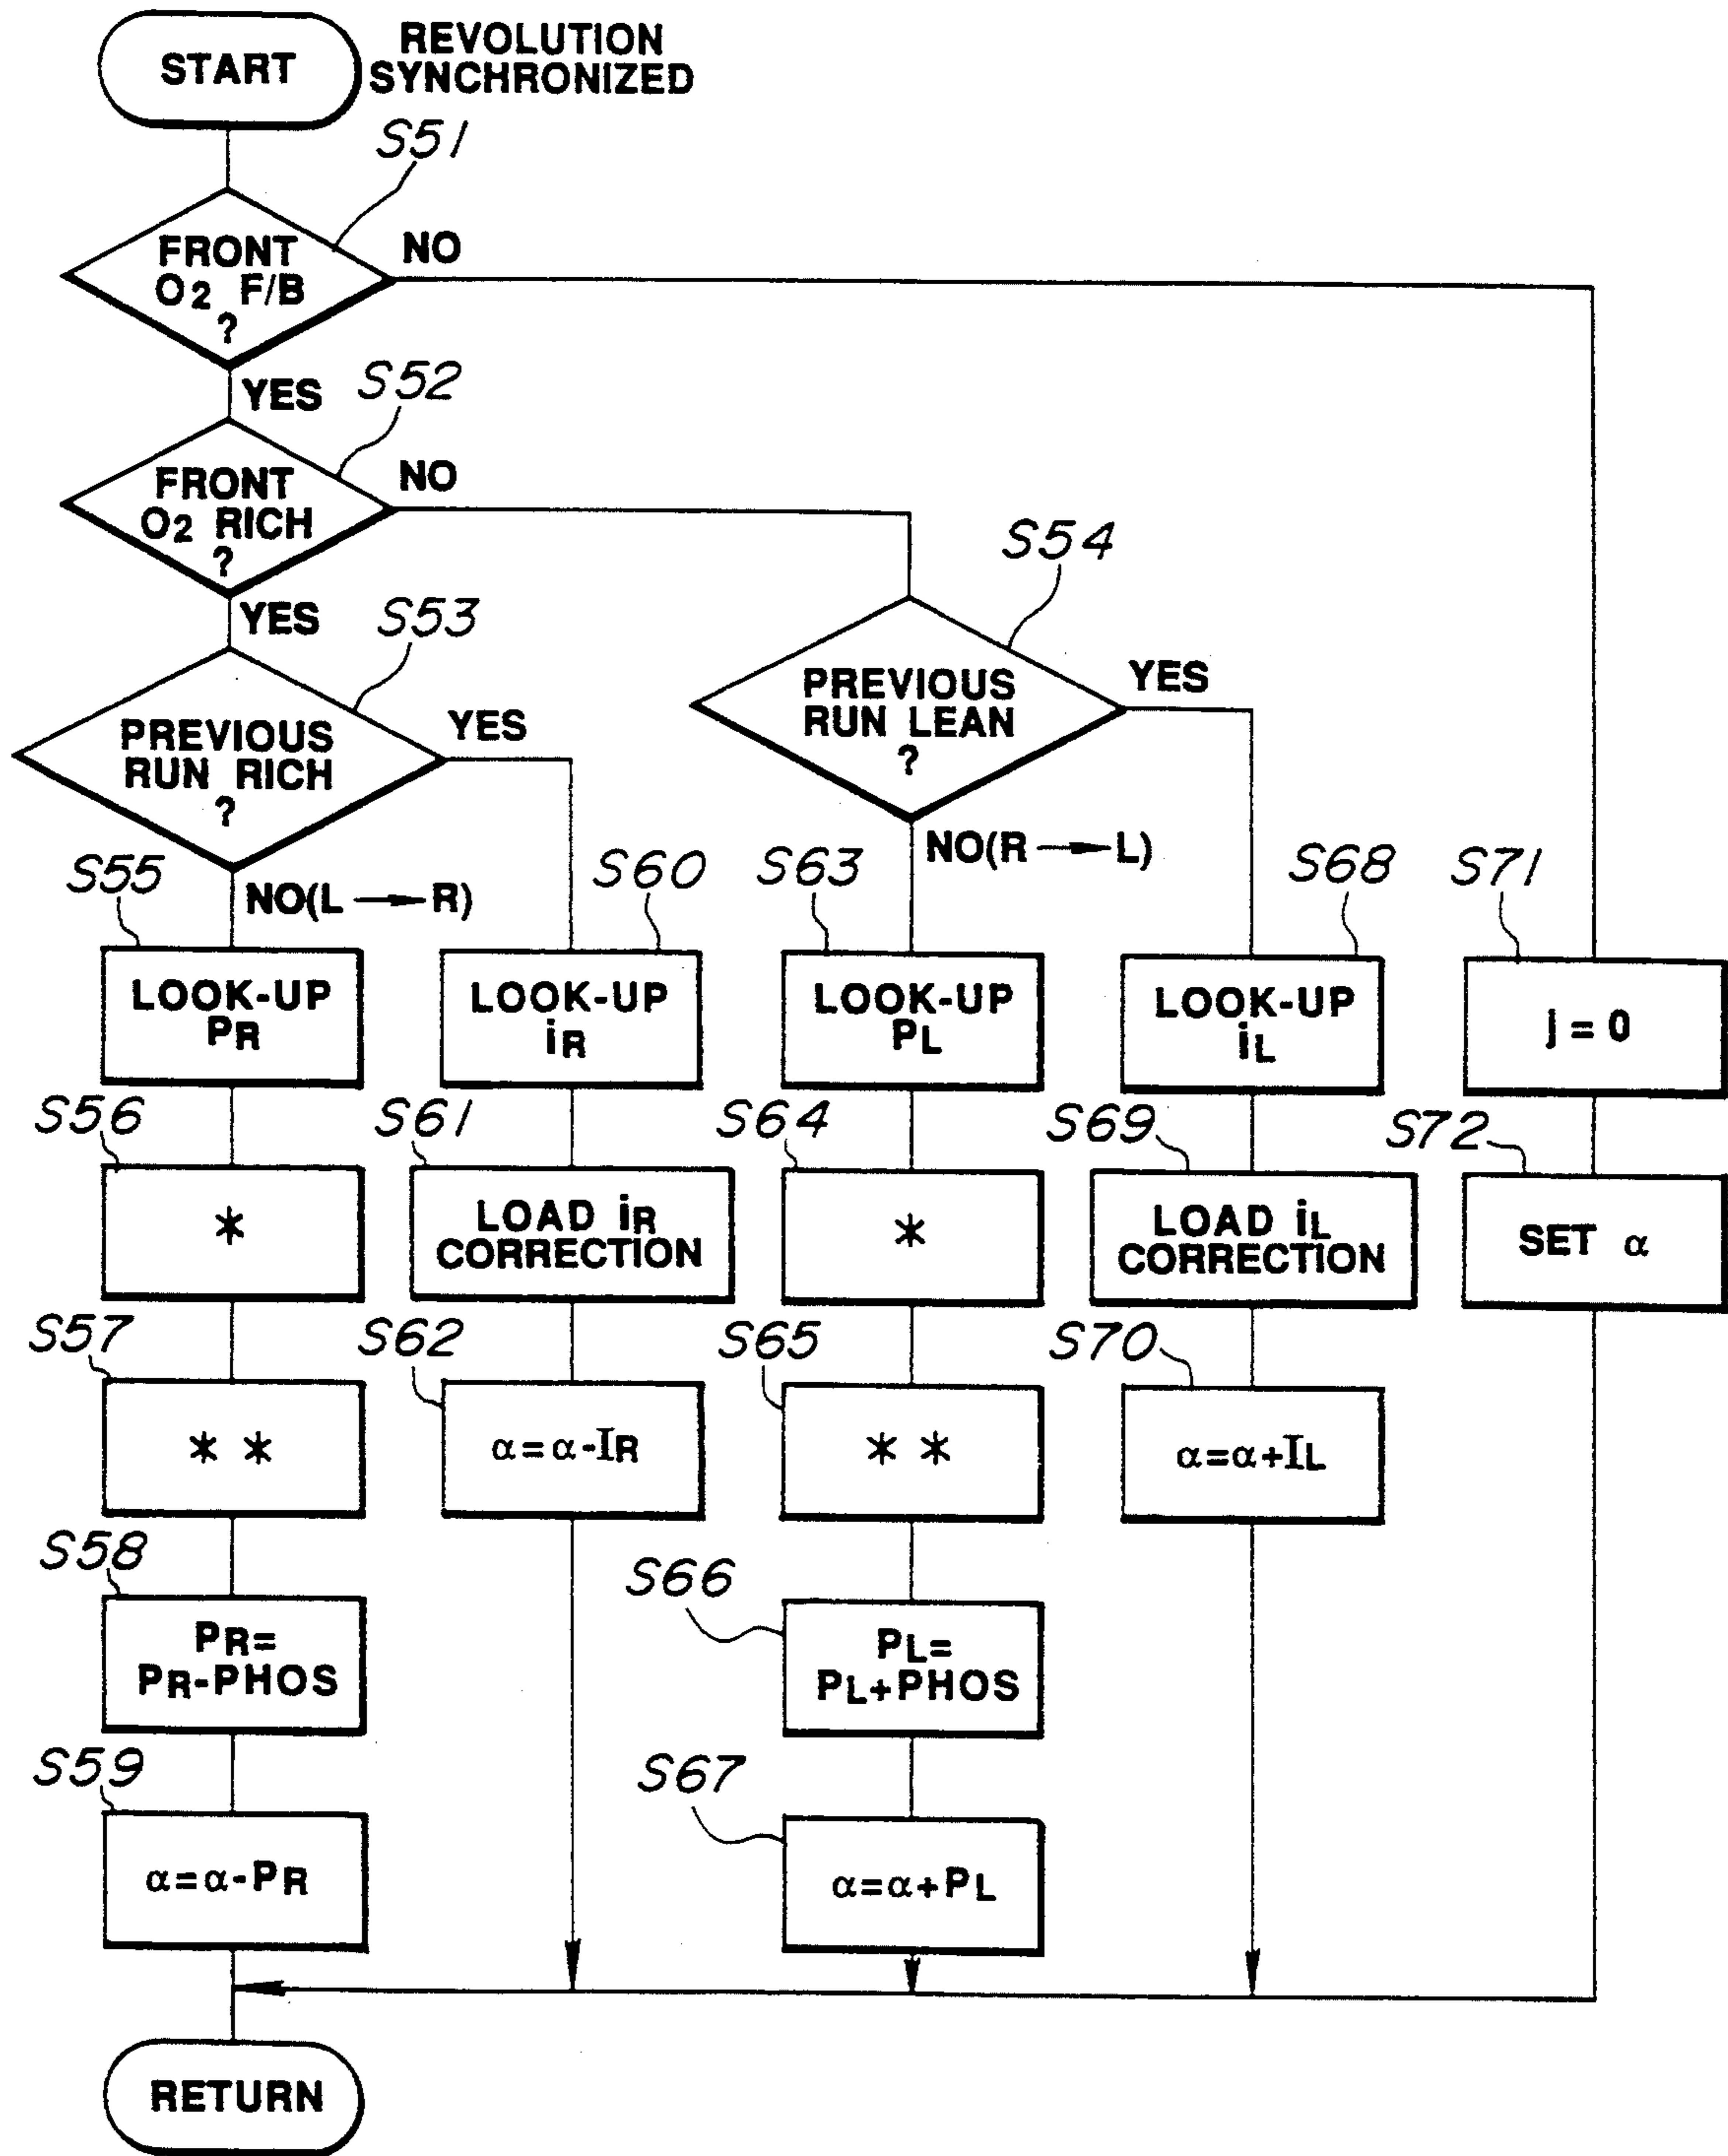 START
REVOLUTION
SYNCHRONIZED
S51
FRONT
O2 F/B
?
NO
YES
S52
FRONT
O2 RICH
?
NO
YES
S53
S54
PREVIOUS
RUN RICH
?
YES
PREVIOUS
RUN LEAN
?
YES
NO(L → R)
NO(R → L)
S55
S60
S63
S68
S71
LOOK-UP
PR
LOOK-UP
iR
LOOK-UP
PL
LOOK-UP
iL
j = 0
S56
S61
S64
S69
S72
*
LOAD iR
CORRECTION
*
LOAD iL
CORRECTION
SET α
S57
S62
S65
S70
* *
α=α-IR
* *
α=α+IL
S58
S66
PR=
PR-PHOS
PL=
PL+PHOS
S59
S67
α=α-PR
α=α+PL
RETURN